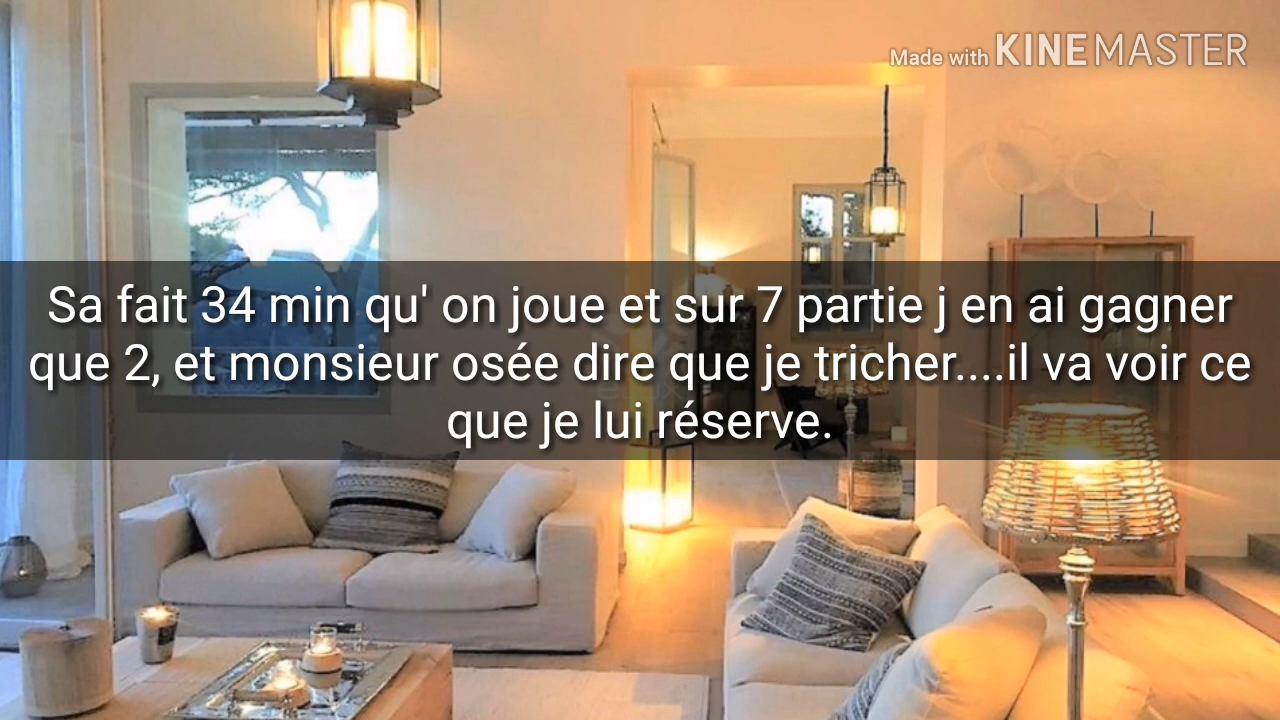 Made with KINEMASTER
Sa fait 34 min qu' on joue et sur 7 partie j en ai gagner
que 2, et monsieur osée dire que je tricher....il va voir ce
que je lui réserve.